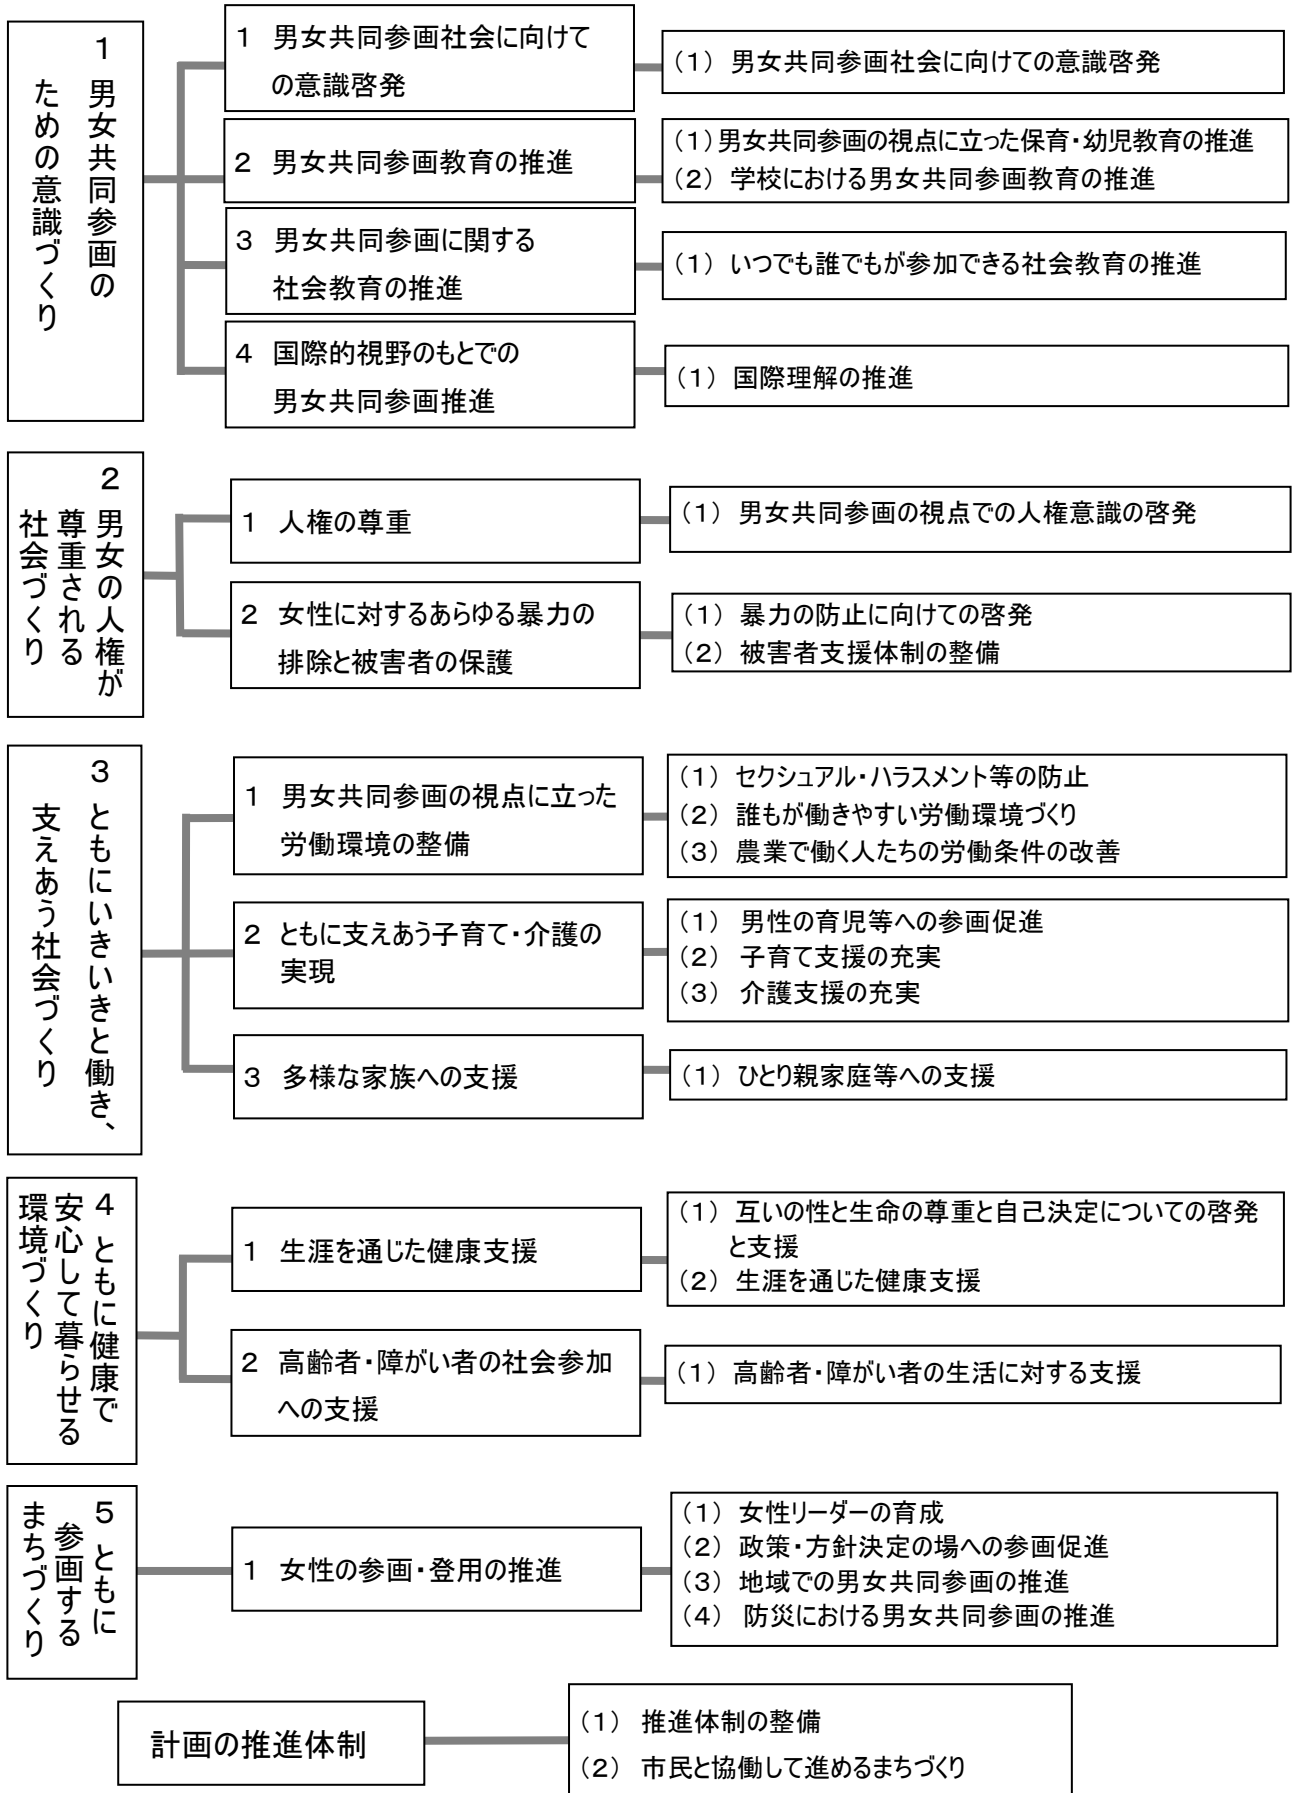 1 男女共同参画の
ための意識づくり
1 男女共同参画社会に向けて
の意識啓発
(1) 男女共同参画社会に向けての意識啓発
2 男女共同参画教育の推進
(1)男女共同参画の視点に立った保育・幼児教育の推進
(2) 学校における男女共同参画教育の推進
3 男女共同参画に関する
社会教育の推進
(1) いつでも誰でもが参加できる社会教育の推進
4 国際的視野のもとでの
男女共同参画推進
(1) 国際理解の推進
2 男女の人権が
尊重される
社会づくり
1 人権の尊重
(1) 男女共同参画の視点での人権意識の啓発
2 女性に対するあらゆる暴力の
排除と被害者の保護
(1) 暴力の防止に向けての啓発
(2) 被害者支援体制の整備
3 ともにいきいきと働き、
支えあう社会づくり
1 男女共同参画の視点に立った
労働環境の整備
(1) セクシュアル・ハラスメント等の防止
(2) 誰もが働きやすい労働環境づくり
(3) 農業で働く人たちの労働条件の改善
2 ともに支えあう子育て・介護の
実現
(1) 男性の育児等への参画促進
(2) 子育て支援の充実
(3) 介護支援の充実
3 多様な家族への支援
(1) ひとり親家庭等への支援
4 ともに健康で
安心して暮らせる
環境づくり
1 生涯を通じた健康支援
(1) 互いの性と生命の尊重と自己決定についての啓発
と支援
(2) 生涯を通じた健康支援
2 高齢者・障がい者の社会参加
への支援
(1) 高齢者・障がい者の生活に対する支援
5 ともに
参画する
まちづくり
1 女性の参画・登用の推進
(1) 女性リーダーの育成
(2) 政策・方針決定の場への参画促進
(3) 地域での男女共同参画の推進
(4) 防災における男女共同参画の推進
計画の推進体制
(1) 推進体制の整備
(2) 市民と協働して進めるまちづくり